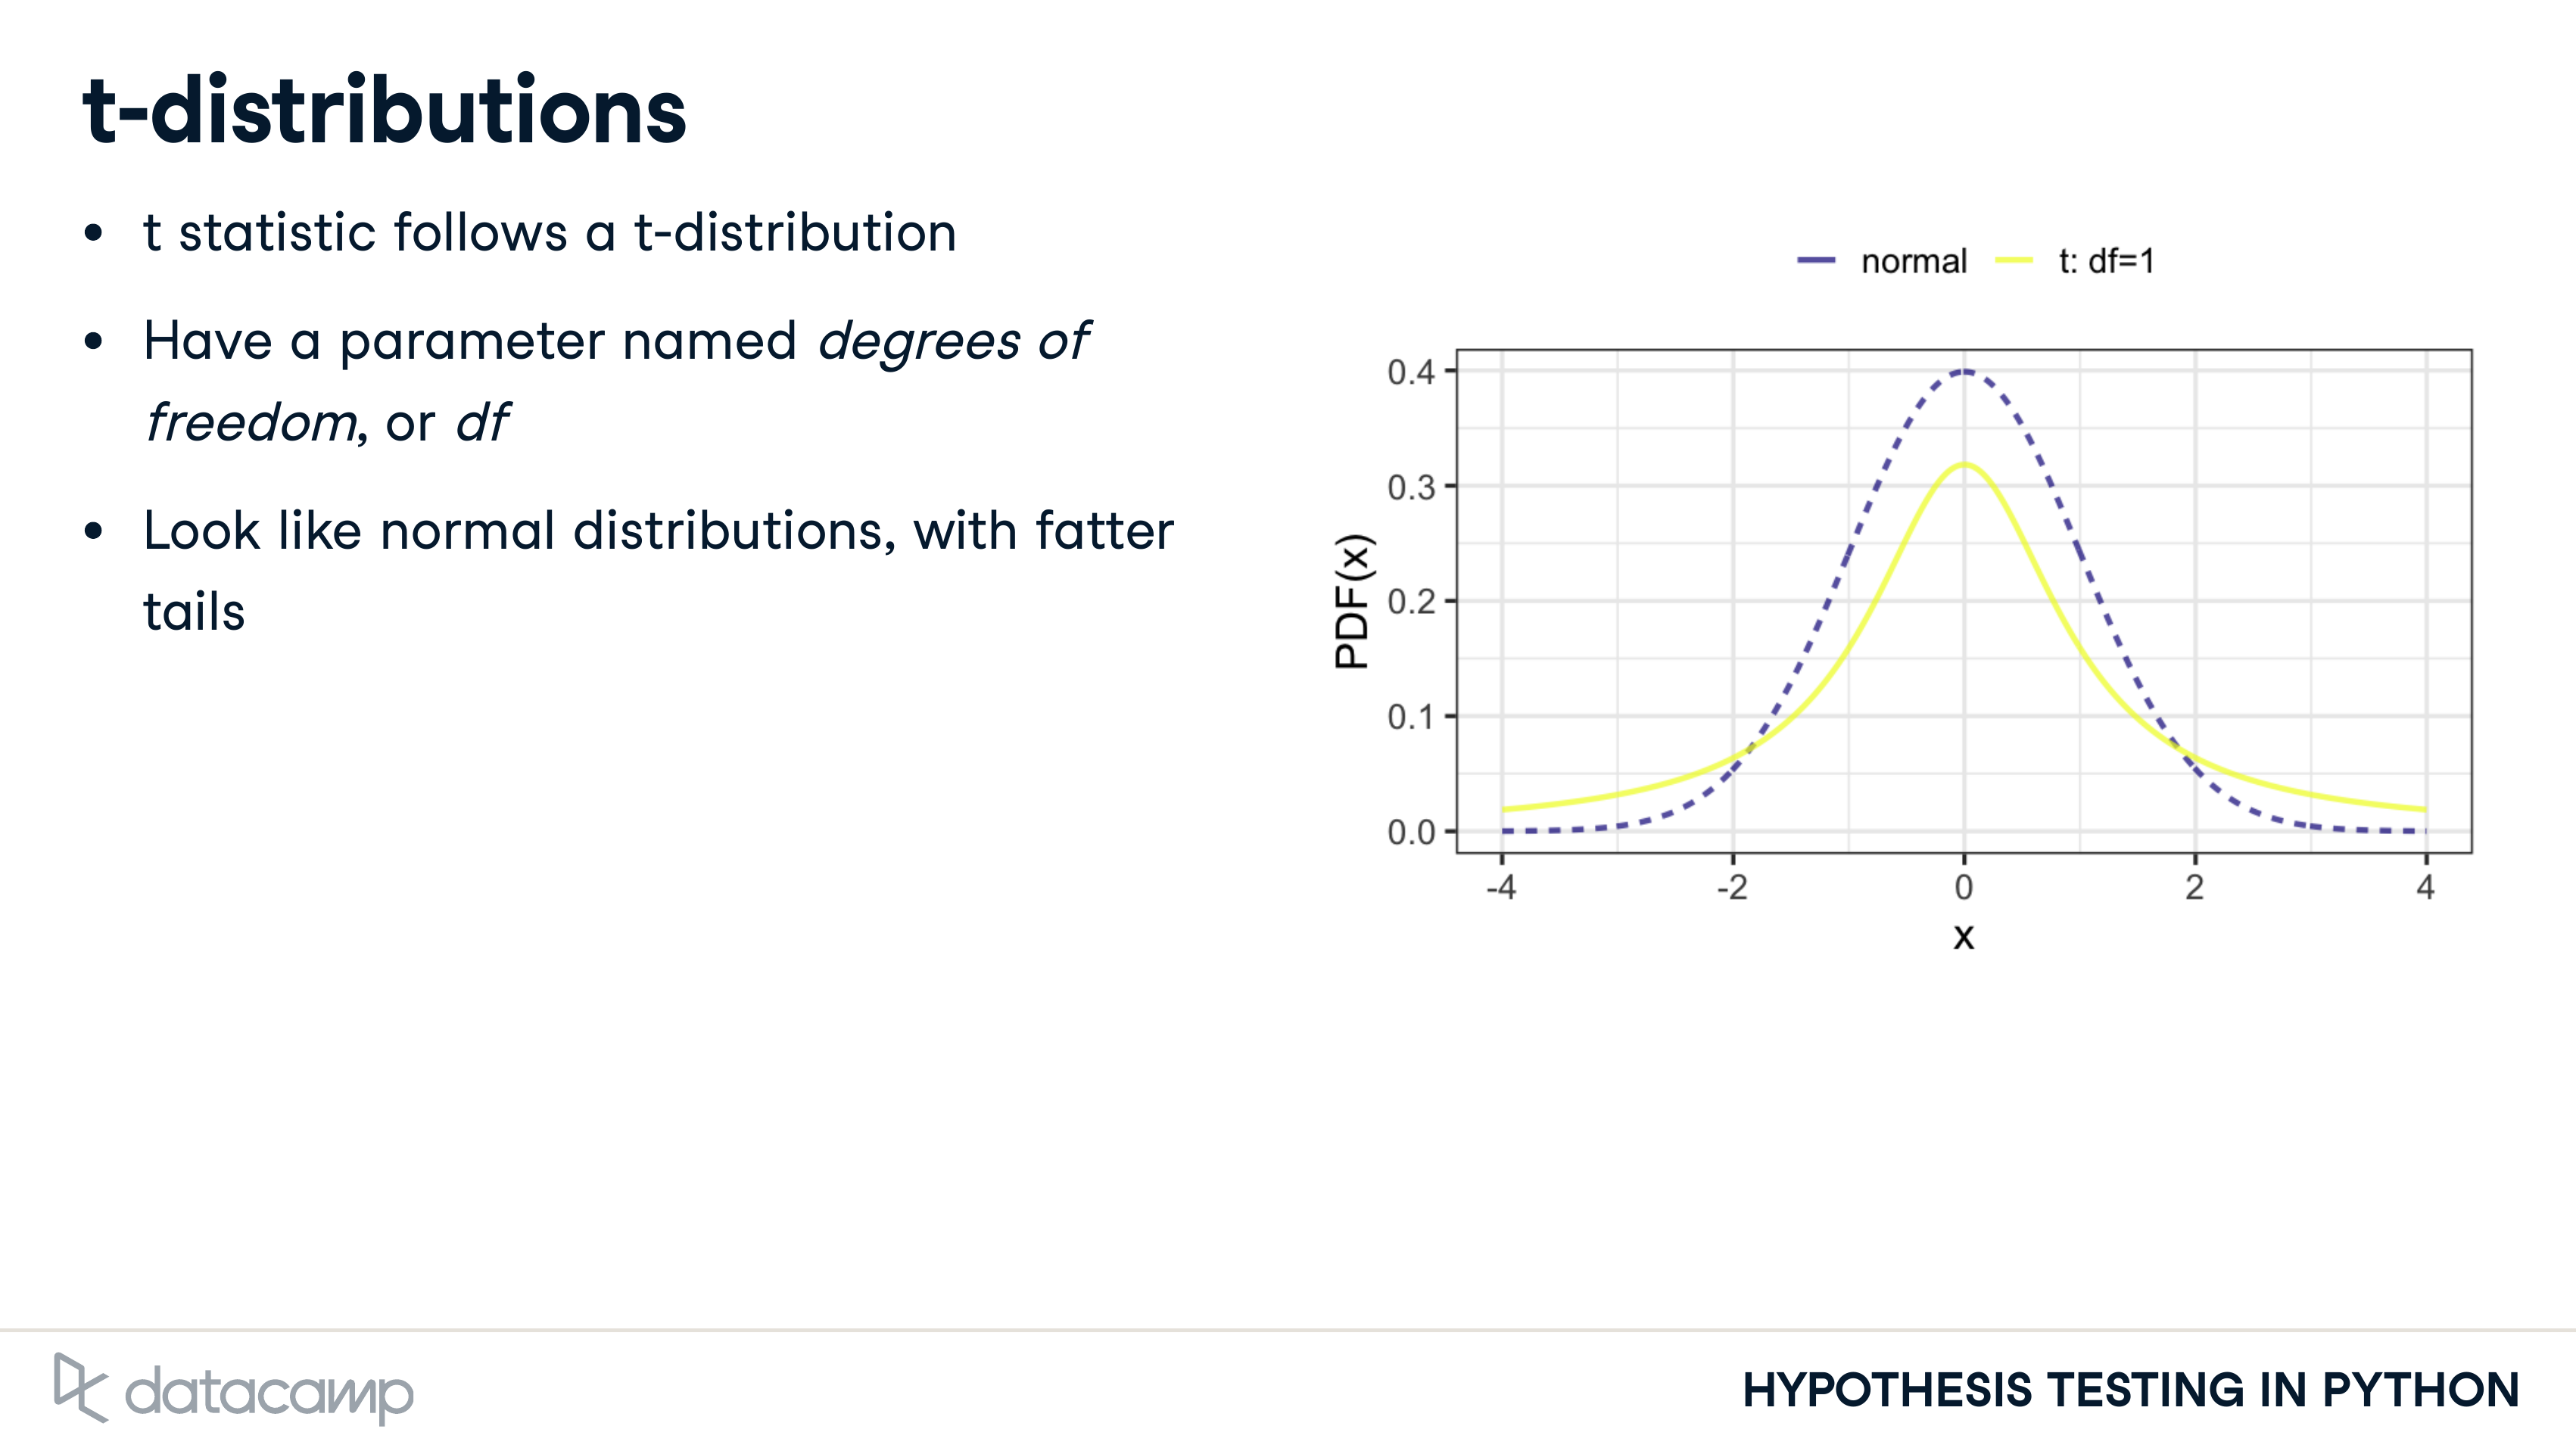 t-distributions
• t statistic follows a t-distribution
• Have a parameter named degrees of
freedom, or df
• Look like normal distributions, with fatter
tails
normal t: df=1
PDF(x)
0.4
0.3
0.2
0.1
0.0
-4 -2 0 2 4
x
datacamp
HYPOTHESIS TESTING IN PYTHON